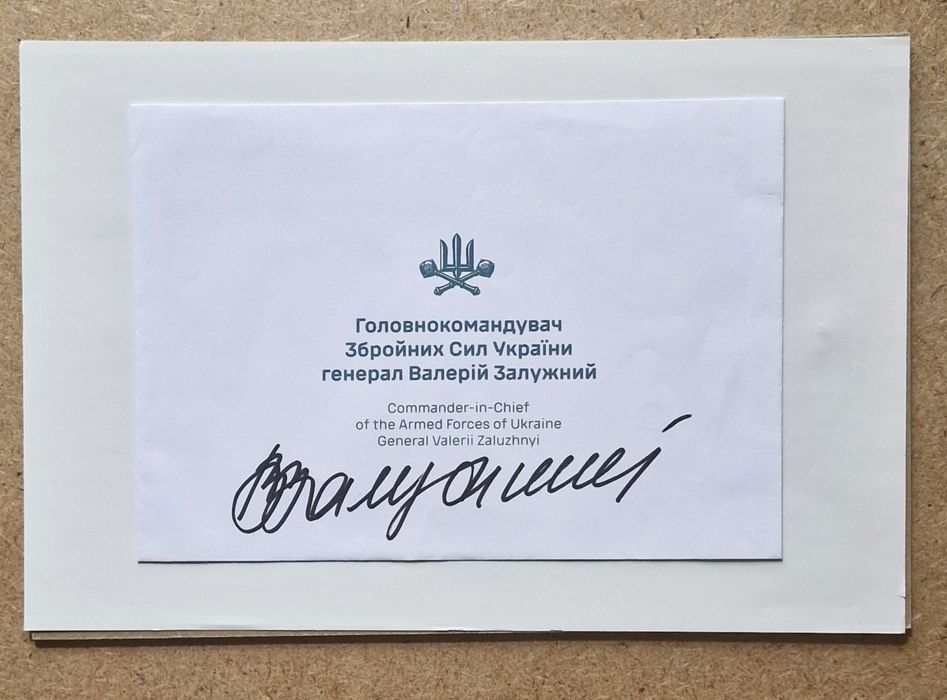 Головнокомандувач
Збройних Сил України
генерал Валерій Залужний
Commander-in-Chief
of the Armed Forces of Ukraine
General Valerii Zaluzhnyi